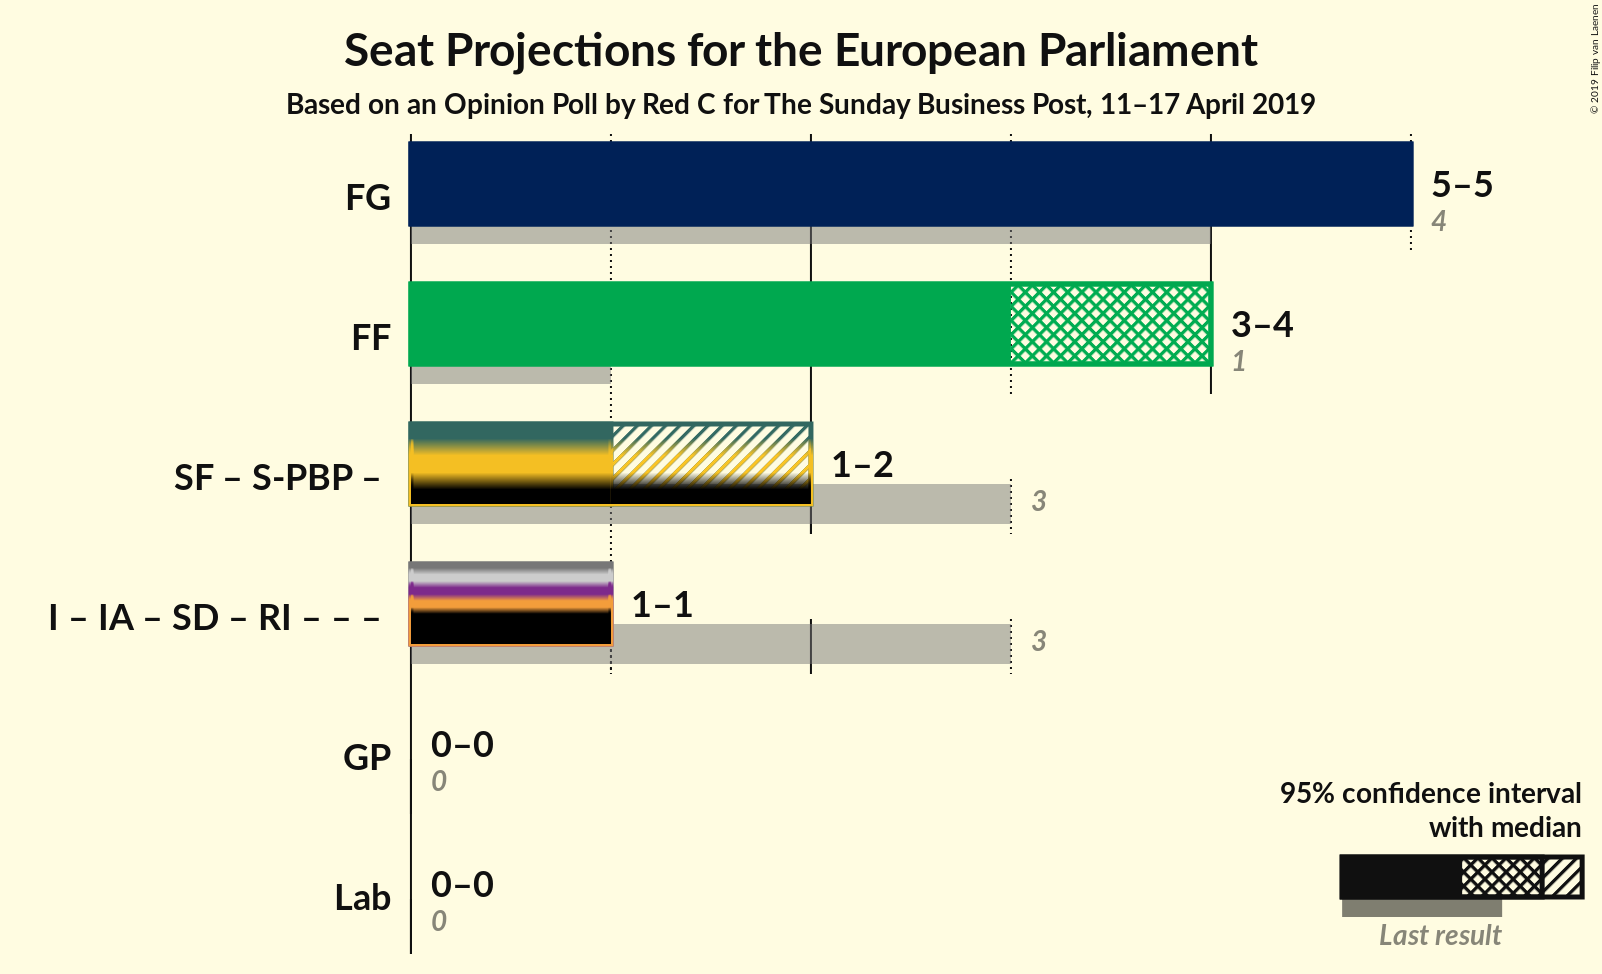 Seat Projections for the European Parliament
Based on an Opinion Poll by Red C for The Sunday Business Post, 11–17 April 2019
© 2019 Filip van Laenen
FG
5–5
4
FF
3–4
1
SF – S-PBP –
1–2
3
I – IA – SD – RI – – –
1–1
3
GP
0–0
0
Lab
0–0
0
95% confidence interval
with median
Last result